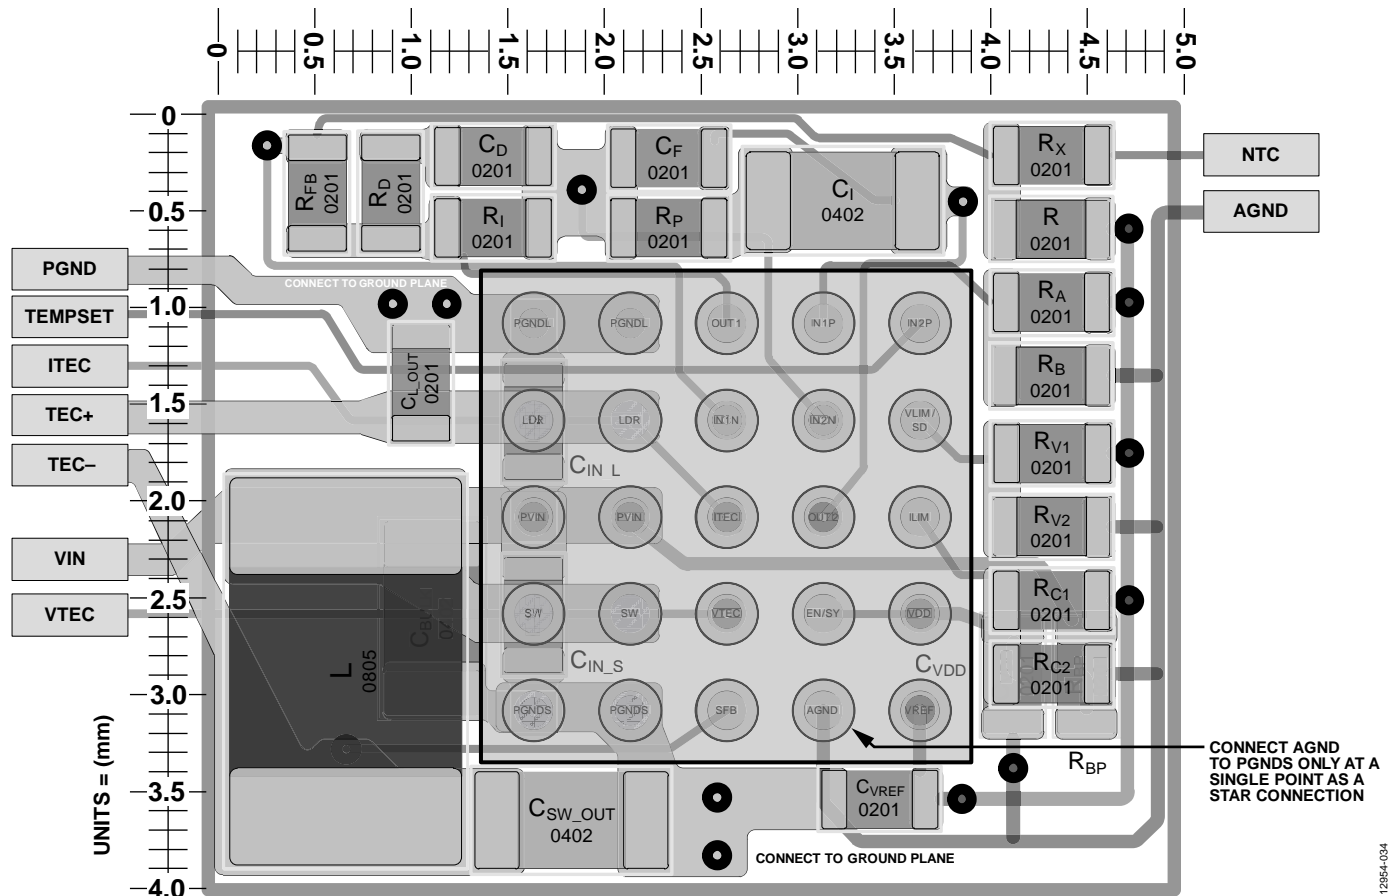 0 0.5 1.0 1.5 2.0 2.5 3.0 3.5 4.0 4.5 5.0
0
0.5
1.0
1.5
2.0
2.5
3.0
3.5
4.0
UNITS = (mm)
PGND
TEMPSET
ITEC
TEC+
TEC–
VIN
VTEC
NTC
AGND
RFB
0201
RD
0201
CD
0201
RI
0201
CF
0201
RP
0201
CI
0402
RX
0201
R
0201
RA
0201
RB
0201
RV1
0201
RV2
0201
RC1
0201
RC2
0201
CONNECT TO GROUND PLANE
CL_OUT
0201
PGNDL PGNDL OUT1 IN1P IN2P
LDR LDR IN1N IN2N VLIM/
SD
CIN_L
PVIN PVIN ITEC OUT2 ILIM
SW SW VTEC EN/SY VDD
CIN_S
CVDD
PGNDS PGNDS SFB AGND VREF
L
0805
CSW_OUT
0402
CVREF
0201
RBP
CONNECT AGND
TO PGNDS ONLY AT A
SINGLE POINT AS A
STAR CONNECTION
CONNECT TO GROUND PLANE
12954-034